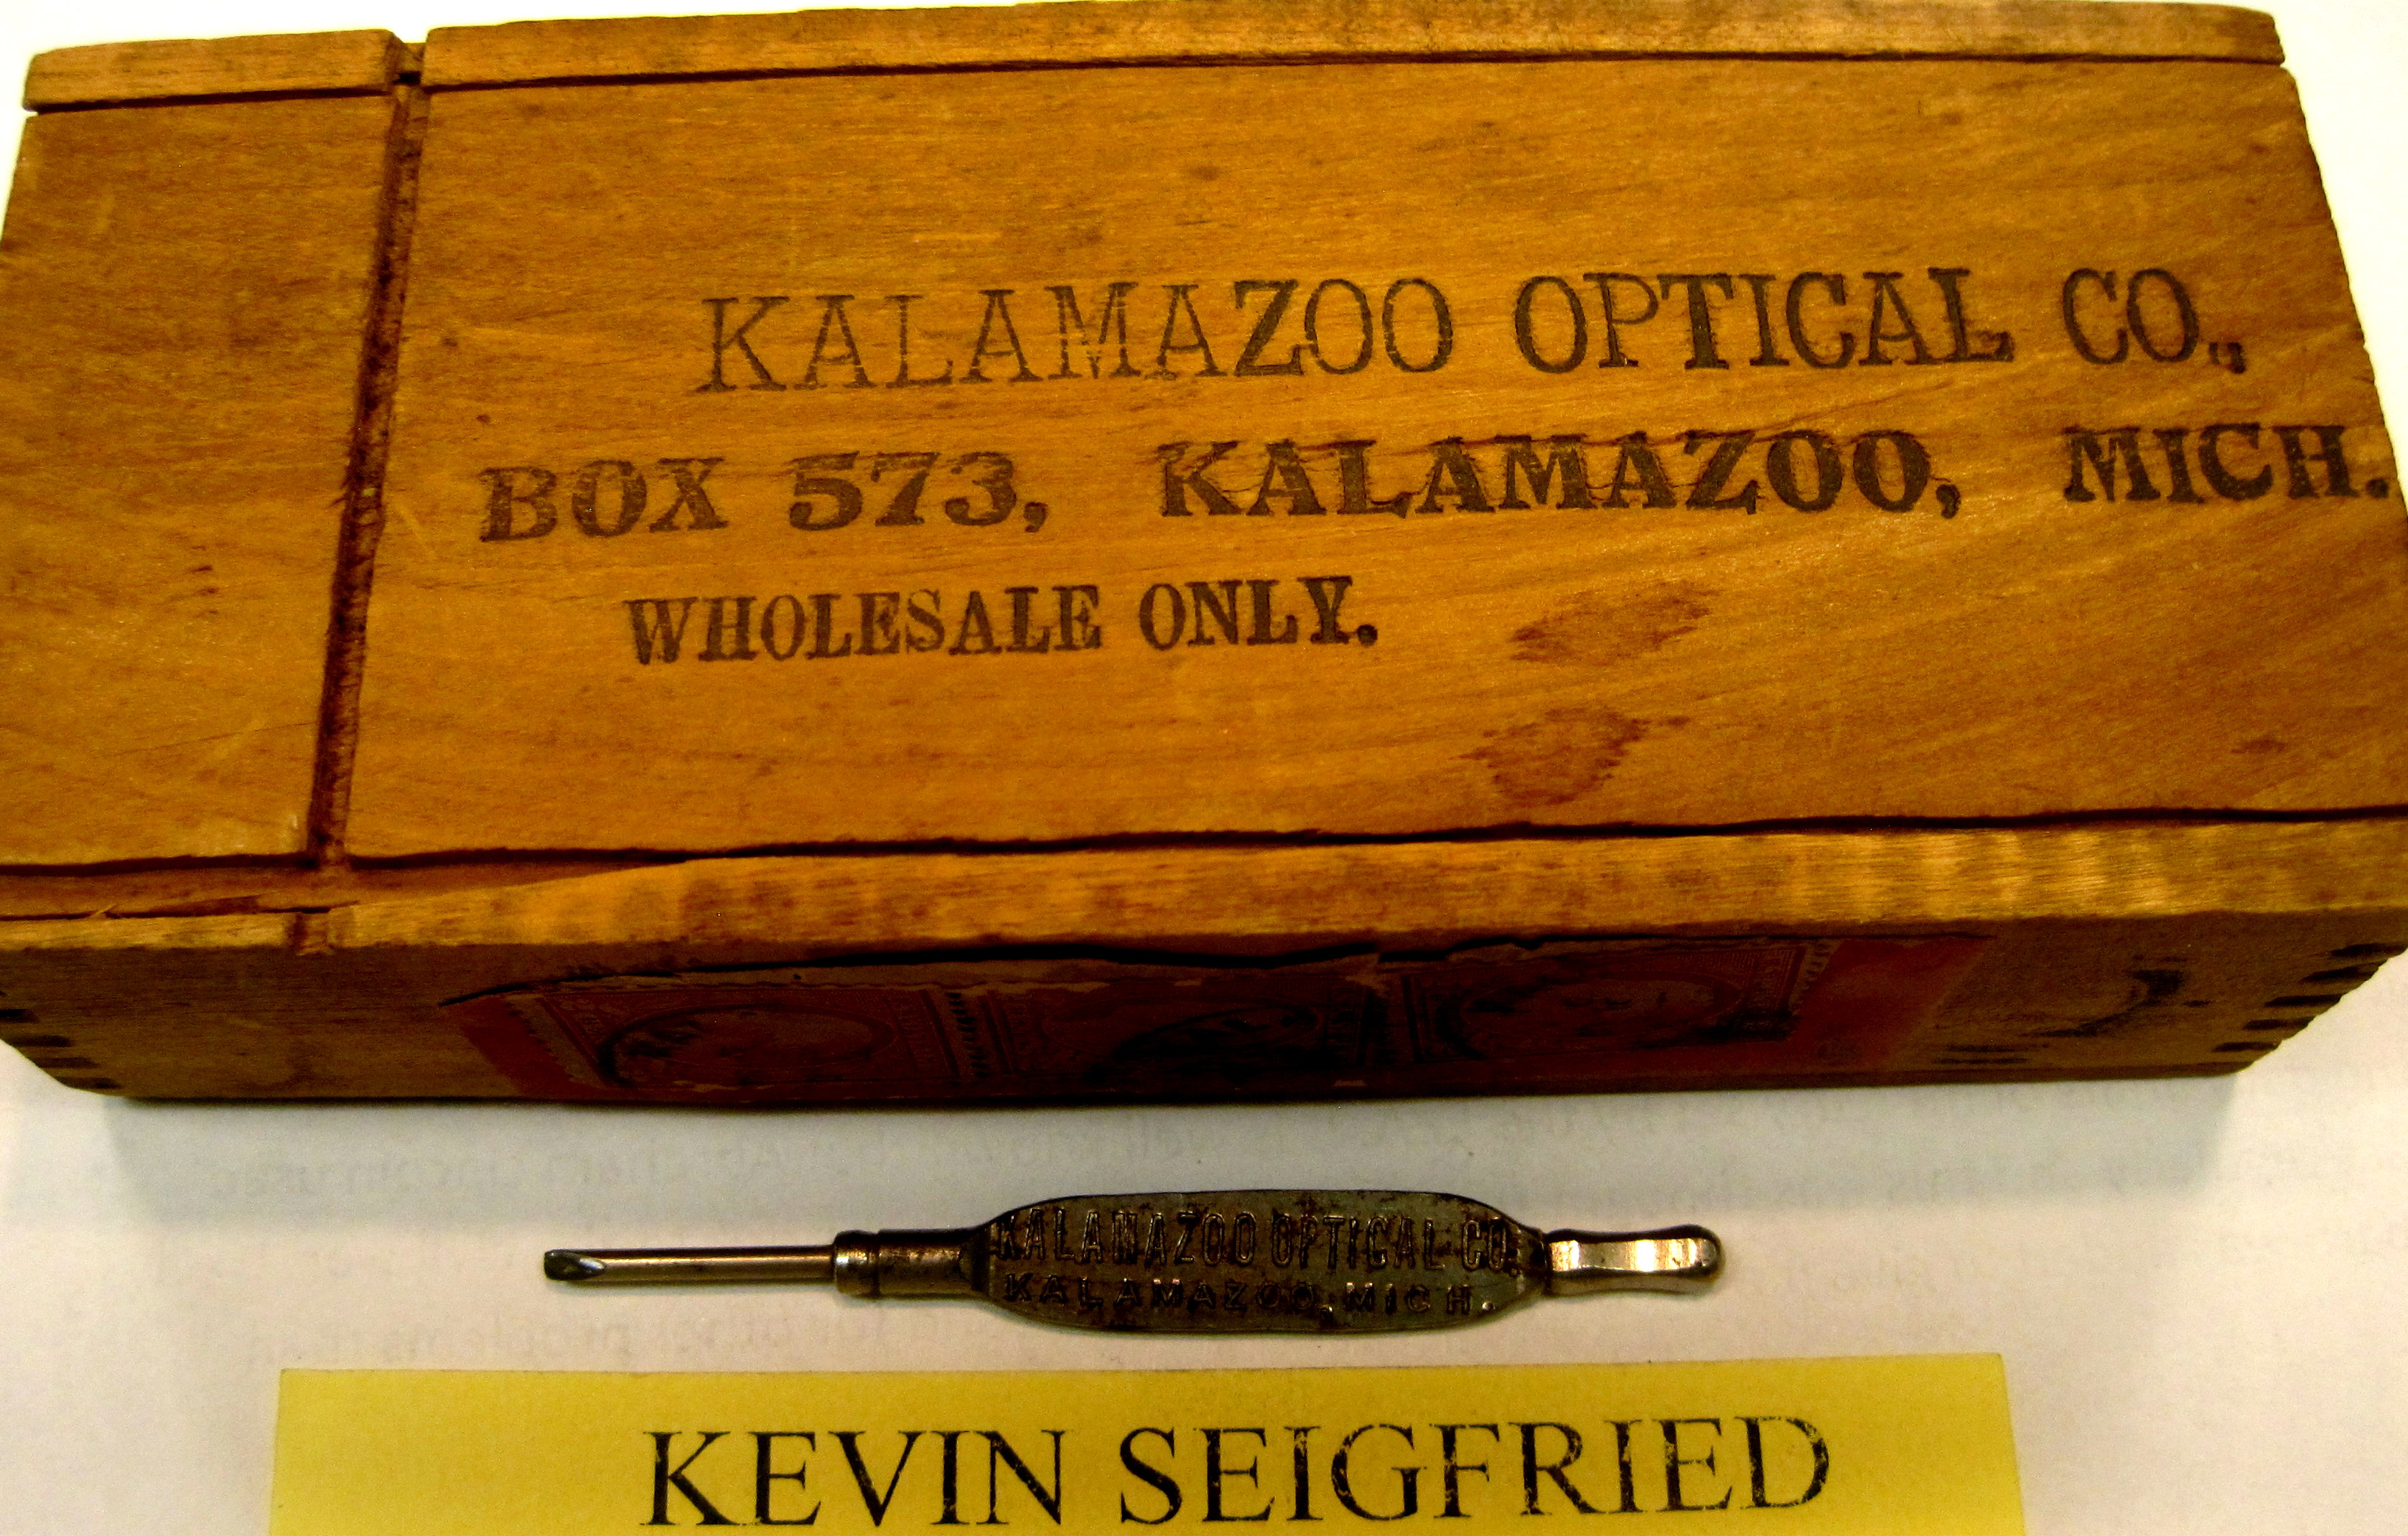 KALAMAZOO OPTICAL CO.,
BOX 573, KALAMAZOO, MICH.
WHOLESALE ONLY.
KALAMAZOO OPTICAL CO.
KALAMAZOO, MICH.
KEVIN SEIGFRIED